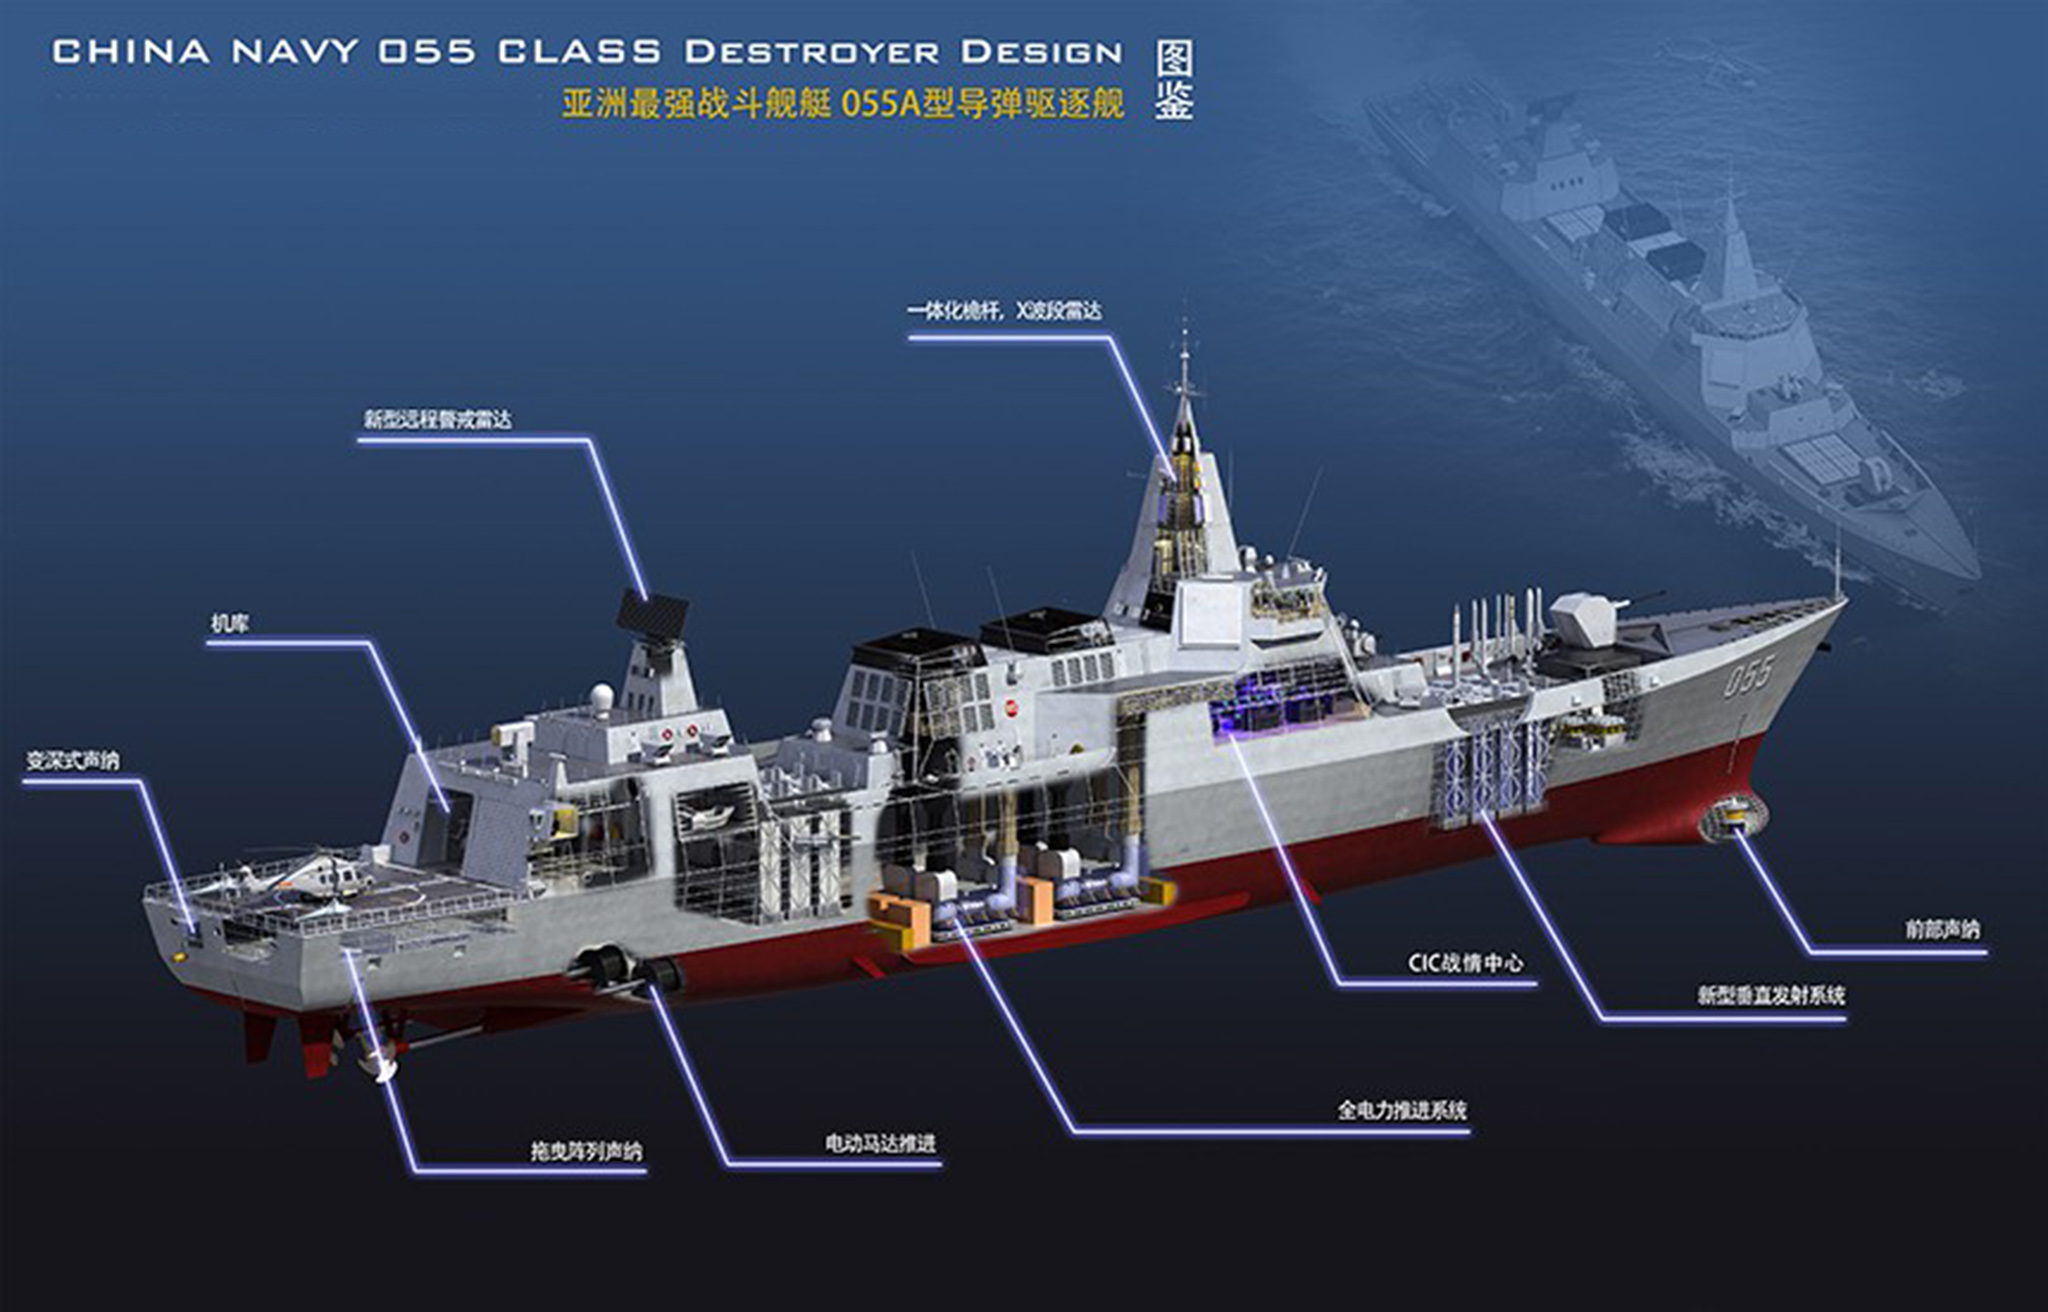 CHINA NAVY 055 CLASS DESTROYER DESIGN
图鉴
亚洲最强战斗舰艇 055A型导弹驱逐舰
一体化桅杆，X波段雷达
新型远程警戒雷达
机库
变深式声纳
055
前部声纳
CIC战情中心
新型垂直发射系统
全电力推进系统
电动马达推进
拖曳阵列声纳